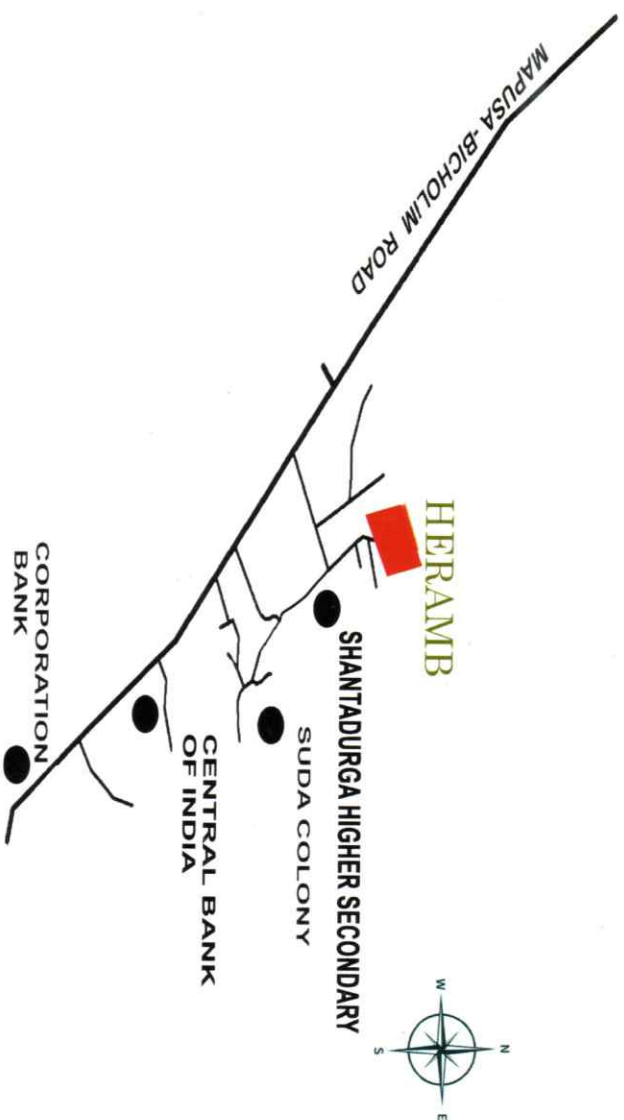 MAPUSA -BICHOLIM ROAD
HERAMB
SHANTADURGA HIGHER SECONDARY
SUDA COLONY
CENTRAL BANK
OF INDIA
CORPORATION
BANK
N
W
E
S